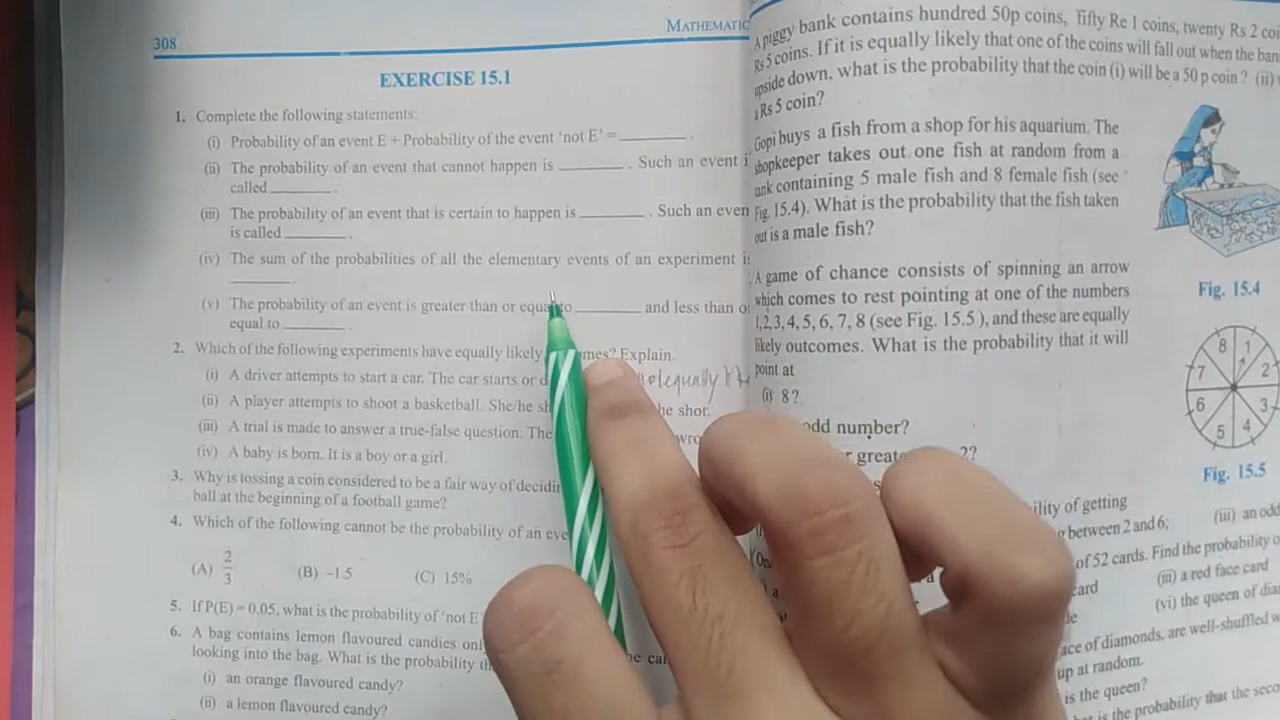 308
MATHEMATIC
EXERCISE 15.1
1. Complete the following statements:
(i) Probability of an event E + Probability of the event 'not E' = ________ .
(ii) The probability of an event that cannot happen is ________ . Such an event i
called ________ .
(iii) The probability of an event that is certain to happen is ________ . Such an even
is called ________ .
(iv) The sum of the probabilities of all the elementary events of an experiment is
________ .
(v) The probability of an event is greater than or equal to ________ and less than o
equal to ________ .
2. Which of the following experiments have equally likely outcomes? Explain.
(i) A driver attempts to start a car. The car starts or d
equally
(ii) A player attempts to shoot a basketball. She/he sh he shot.
(iii) A trial is made to answer a true-false question. The wro
(iv) A baby is born. It is a boy or a girl.
3. Why is tossing a coin considered to be a fair way of decidin
ball at the beginning of a football game?
4. Which of the following cannot be the probability of an eve
(A) 2/3 (B) –1.5 (C) 15%
5. If P(E) = 0.05, what is the probability of 'not E'
6. A bag contains lemon flavoured candies onl
looking into the bag. What is the probability th he ca
(i) an orange flavoured candy?
(ii) a lemon flavoured candy?
A piggy bank contains hundred 50p coins, fifty Re 1 coins, twenty Rs 2 coi
Rs 5 coins. If it is equally likely that one of the coins will fall out when the ban
upside down, what is the probability that the coin (i) will be a 50 p coin ? (ii)
a Rs 5 coin?
Gopi buys a fish from a shop for his aquarium. The
shopkeeper takes out one fish at random from a
tank containing 5 male fish and 8 female fish (see
Fig. 15.4). What is the probability that the fish taken
out is a male fish?
Fig. 15.4
A game of chance consists of spinning an arrow
which comes to rest pointing at one of the numbers
1, 2, 3, 4, 5, 6, 7, 8 (see Fig. 15.5 ), and these are equally
likely outcomes. What is the probability that it will
point at
(i) 8?
odd number?
r great 2?
8 1
7 2
6 3
5 4
Fig. 15.5
ility of getting
g between 2 and 6; (iii) an odd
of 52 cards. Find the probability o
card (iii) a red face card
(vi) the queen of dia
ace of diamonds, are well-shuffled w
up at random.
is the queen?
is the probability that the seco